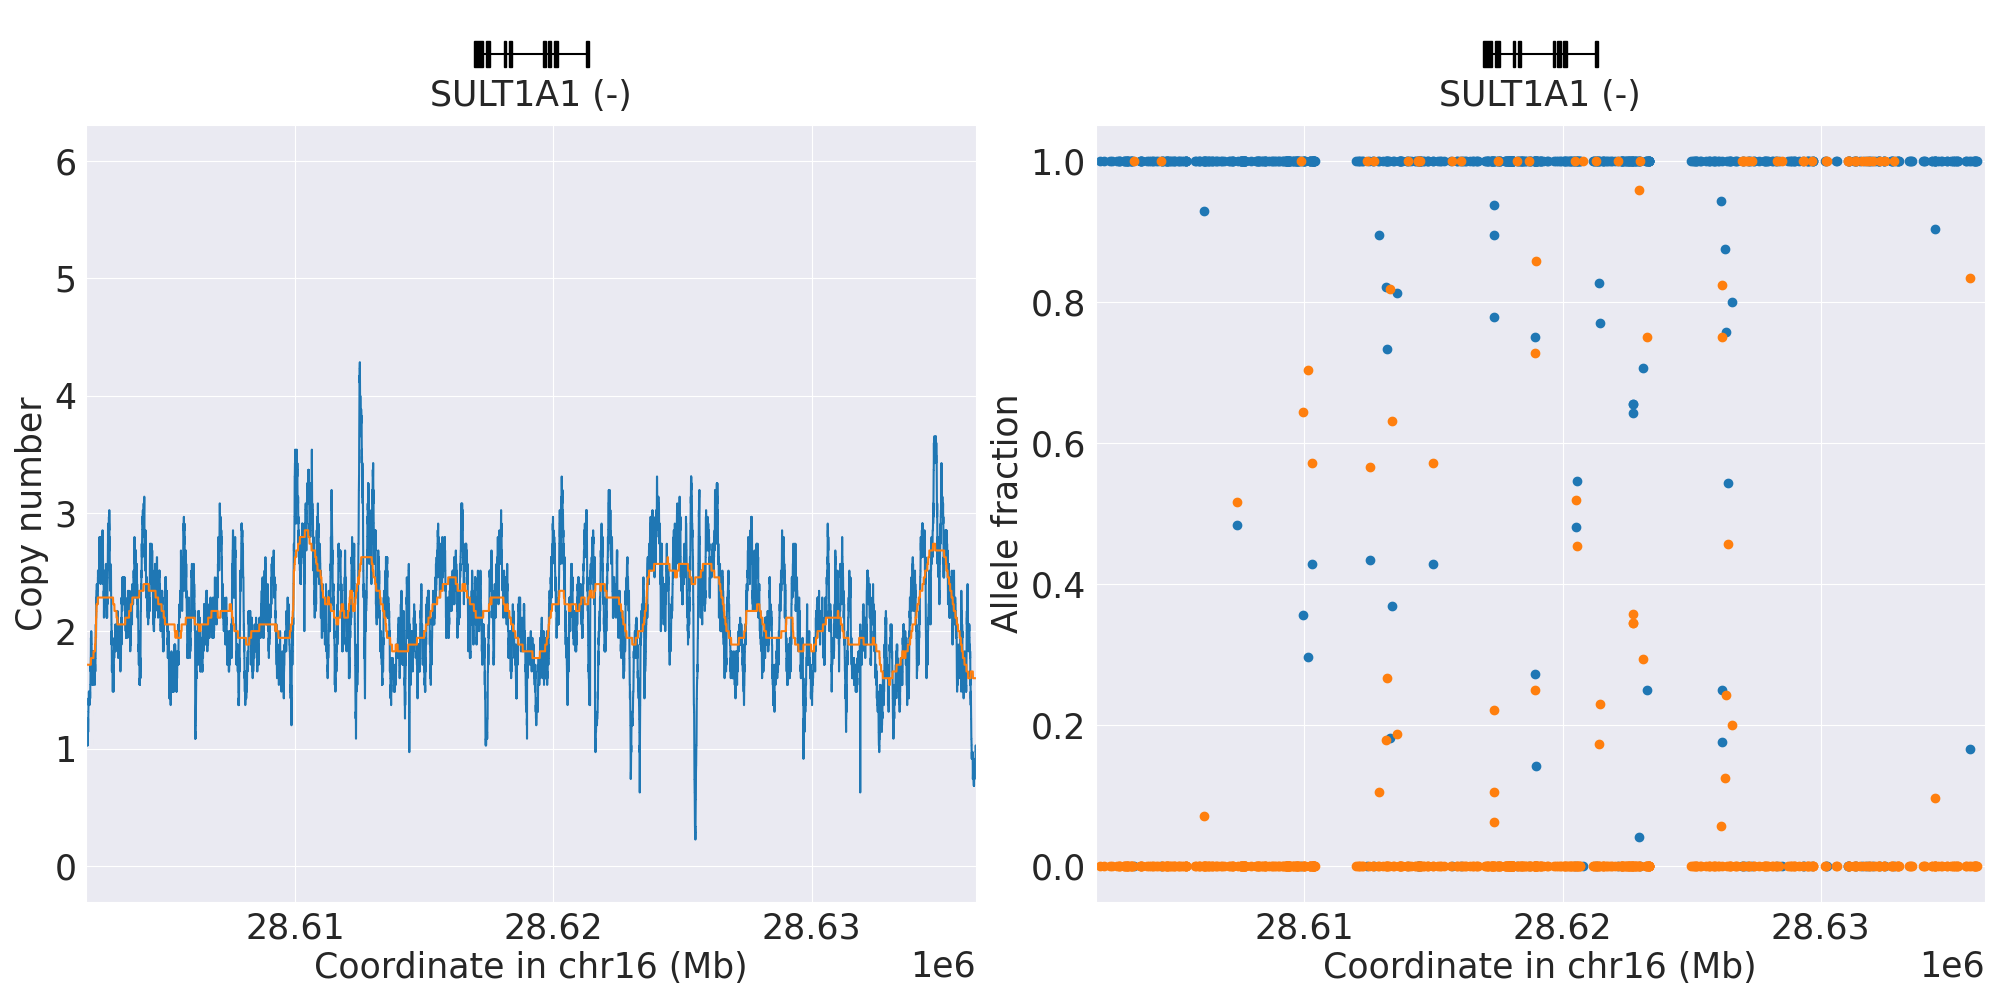 SULT1A1 (-)
6
5
4
3
2
1
0
Copy number
28.61
28.62
28.63
Coordinate in chr16 (Mb)
1e6
SULT1A1 (-)
1.0
0.8
0.6
0.4
0.2
0.0
Allele fraction
28.61
28.62
28.63
Coordinate in chr16 (Mb)
1e6